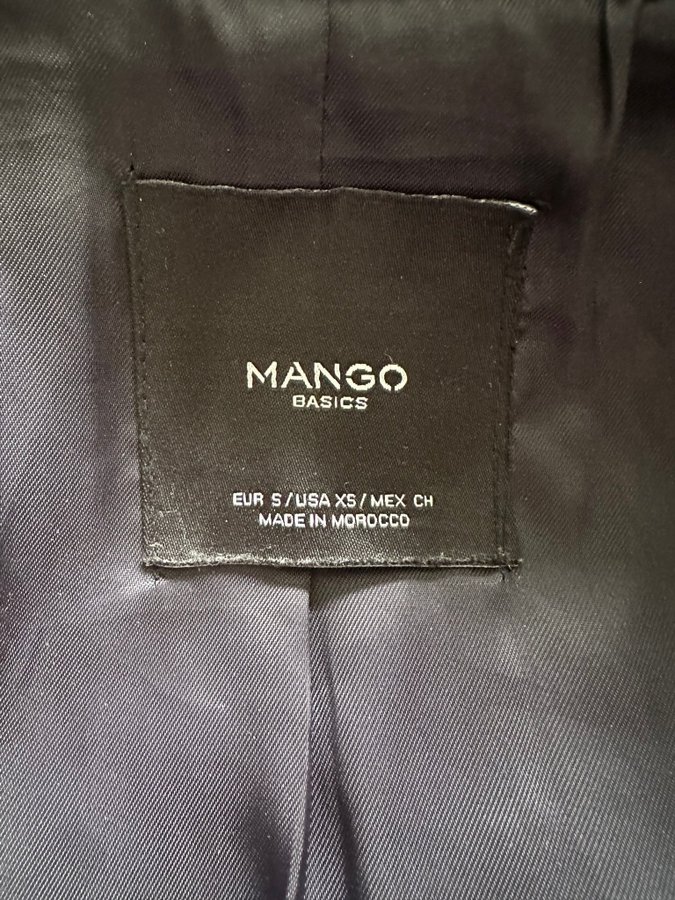 MANGO
BASICS
EUR S / USA XS / MEX CH
MADE IN MOROCCO